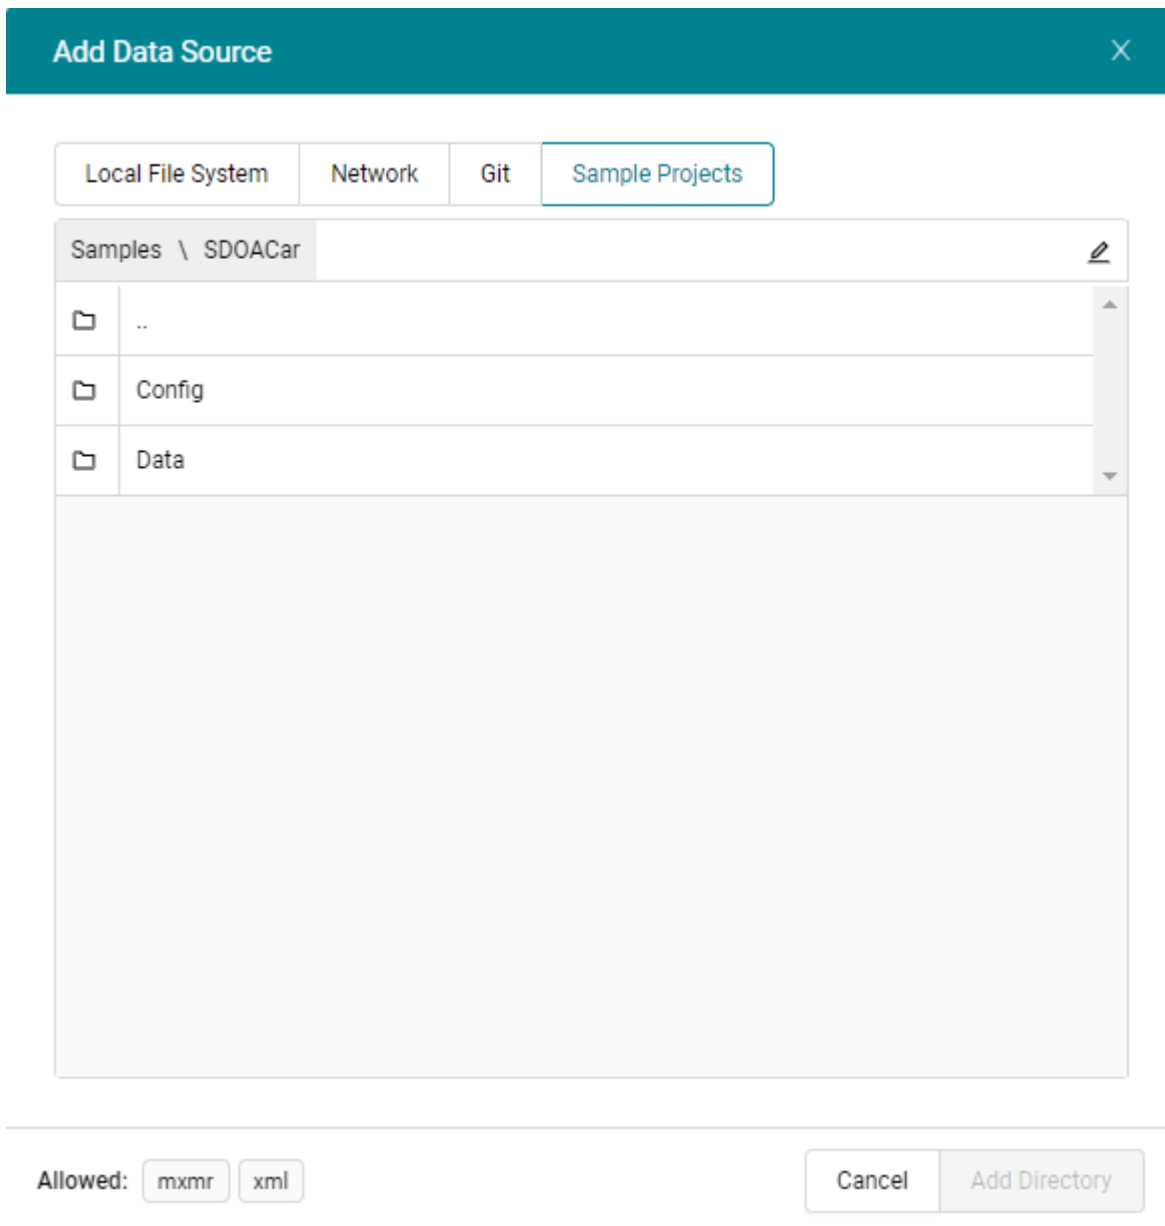 Add Data Source X
Local File System Network Git Sample Projects
Samples \ SDOACar
..
Config
Data
Allowed: mxmr xml Cancel Add Directory